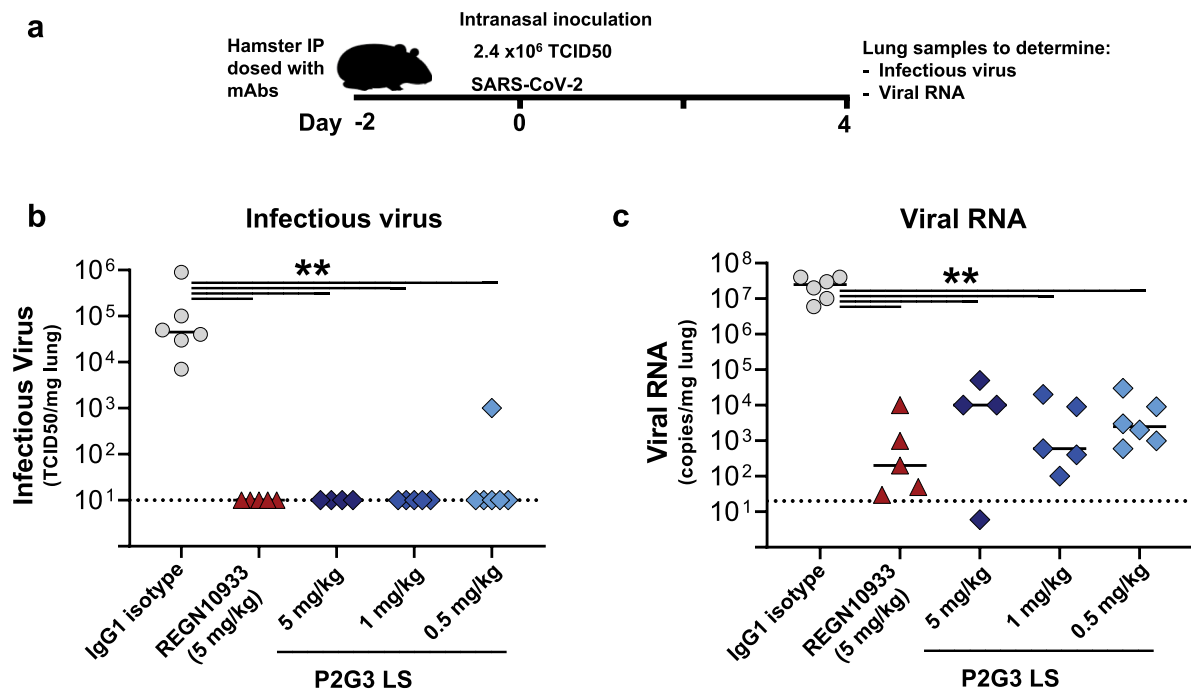 a
Hamster IP
dosed with
mAbs
Intranasal inoculation
2.4 x10⁶ TCID50
SARS-CoV-2
Lung samples to determine:
- Infectious virus
- Viral RNA
Day -2 0 4
b
Infectious virus
**
Infectious Virus
(TCID50/mg lung)
10⁶
10⁵
10⁴
10³
10²
10¹
IgG1 isotype
REGN10933
(5 mg/kg)
5 mg/kg
1 mg/kg
0.5 mg/kg
P2G3 LS
c
Viral RNA
**
Viral RNA
(copies/mg lung)
10⁸
10⁷
10⁶
10⁵
10⁴
10³
10²
10¹
IgG1 isotype
REGN10933
(5 mg/kg)
5 mg/kg
1 mg/kg
0.5 mg/kg
P2G3 LS